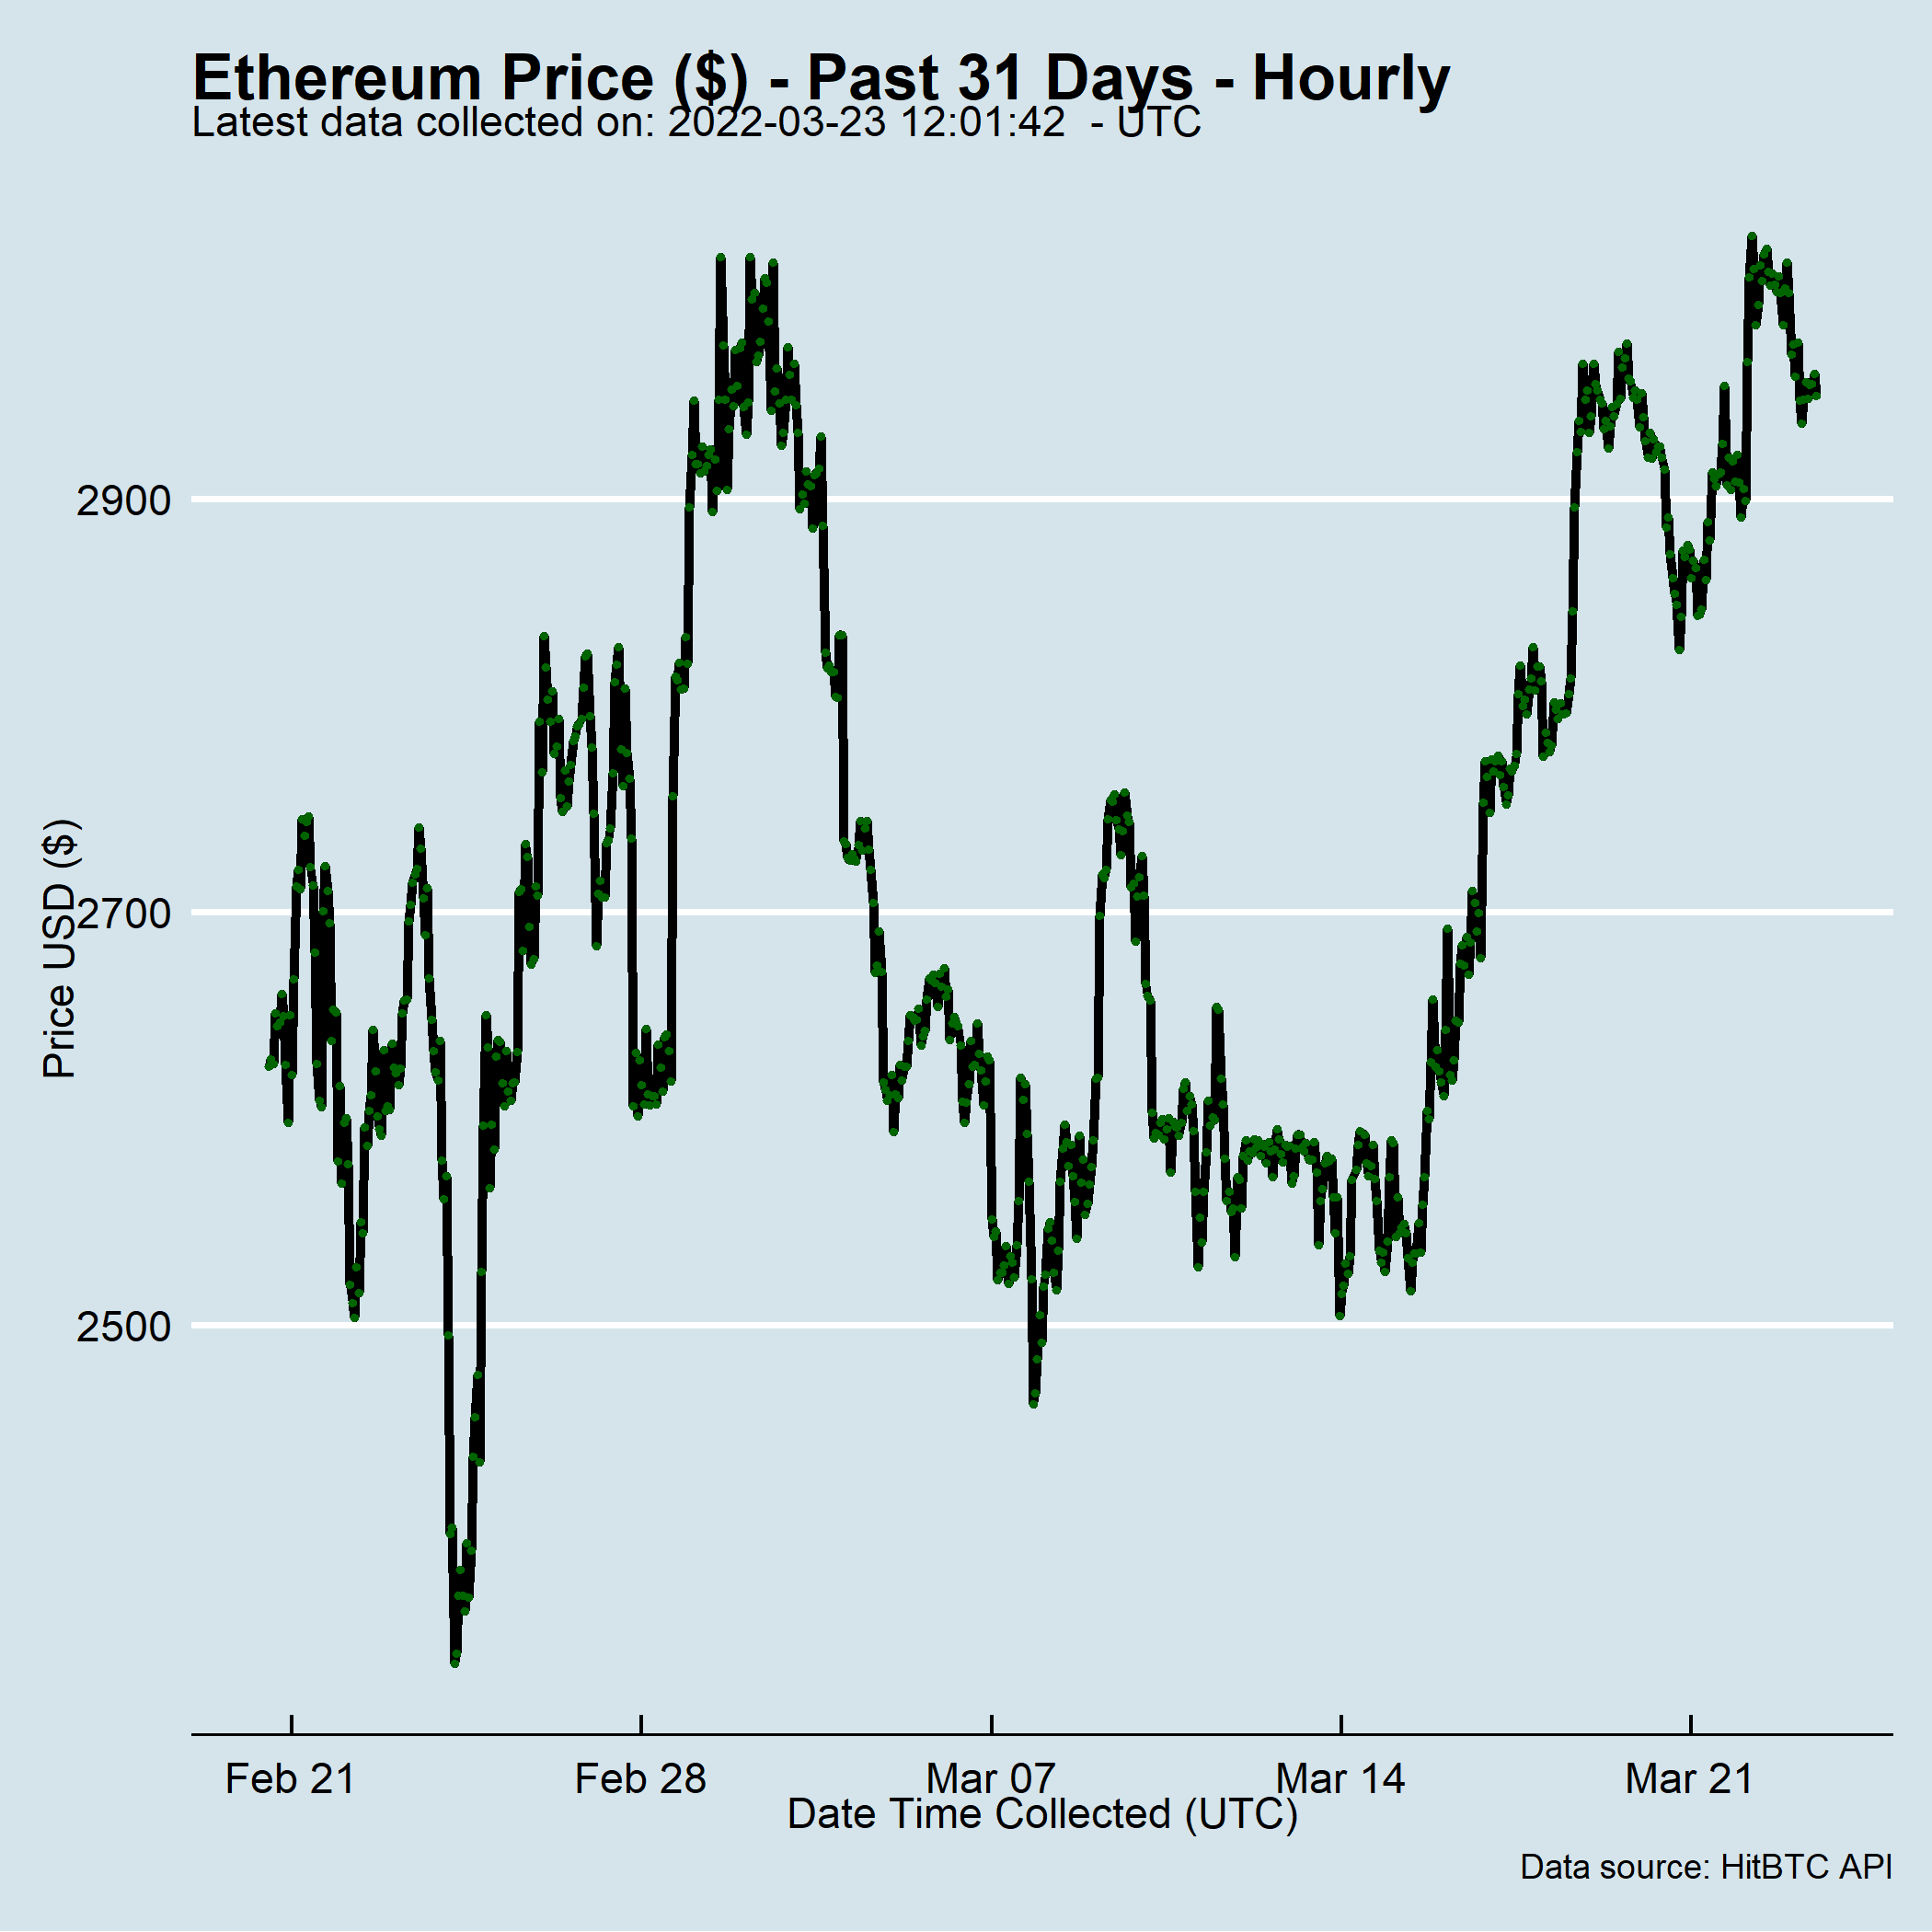 Ethereum Price ($) - Past 31 Days - Hourly
Latest data collected on: 2022-03-23 12:01:42  - UTC
Price USD ($)
2900
2700
2500
Feb 21
Feb 28
Mar 07
Mar 14
Mar 21
Date Time Collected (UTC)
Data source: HitBTC API